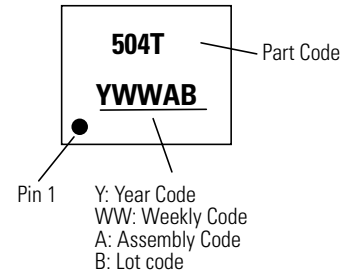 504T
Part Code
YWWAB
Pin 1
Y: Year Code
WW: Weekly Code
A: Assembly Code
B: Lot code